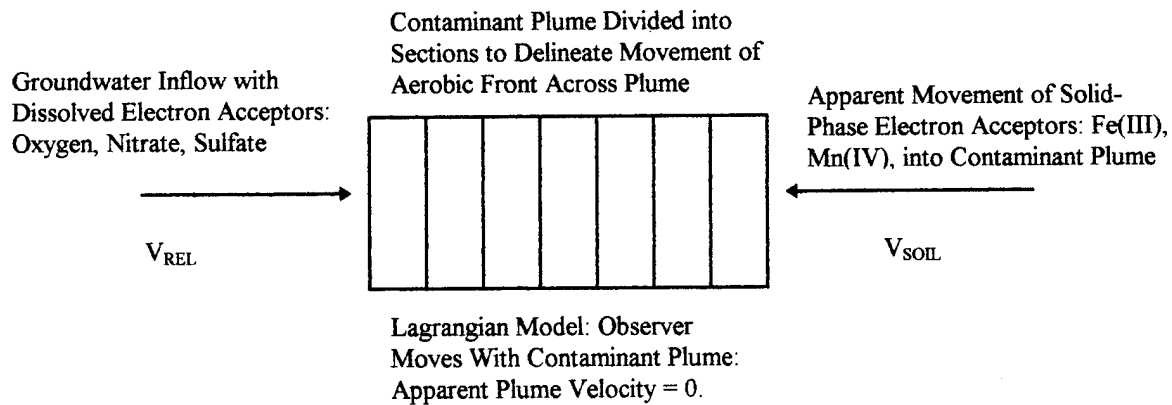 Contaminant Plume Divided into
Sections to Delineate Movement of
Aerobic Front Across Plume
Groundwater Inflow with
Dissolved Electron Acceptors:
Oxygen, Nitrate, Sulfate
Apparent Movement of Solid-
Phase Electron Acceptors: Fe(III),
Mn(IV), into Contaminant Plume
V_REL
V_SOIL
Lagrangian Model: Observer
Moves With Contaminant Plume:
Apparent Plume Velocity = 0.